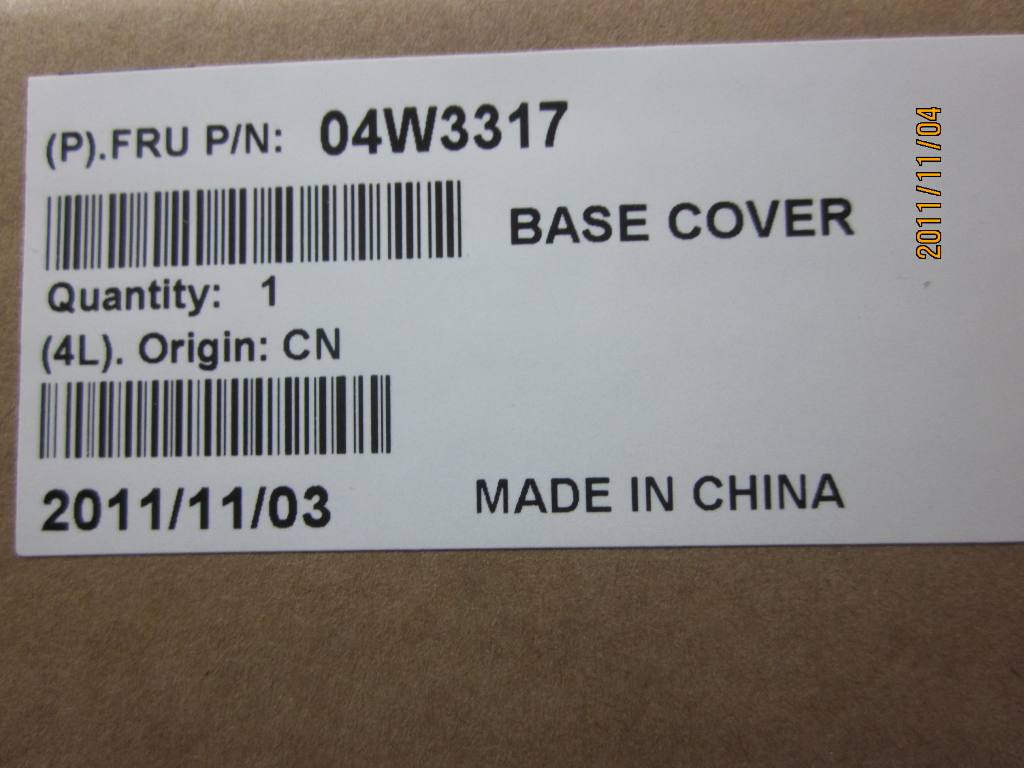 (P).FRU P/N: 04W3317
BASE COVER
Quantity: 1
(4L). Origin: CN
2011/11/03
MADE IN CHINA
2011/11/04